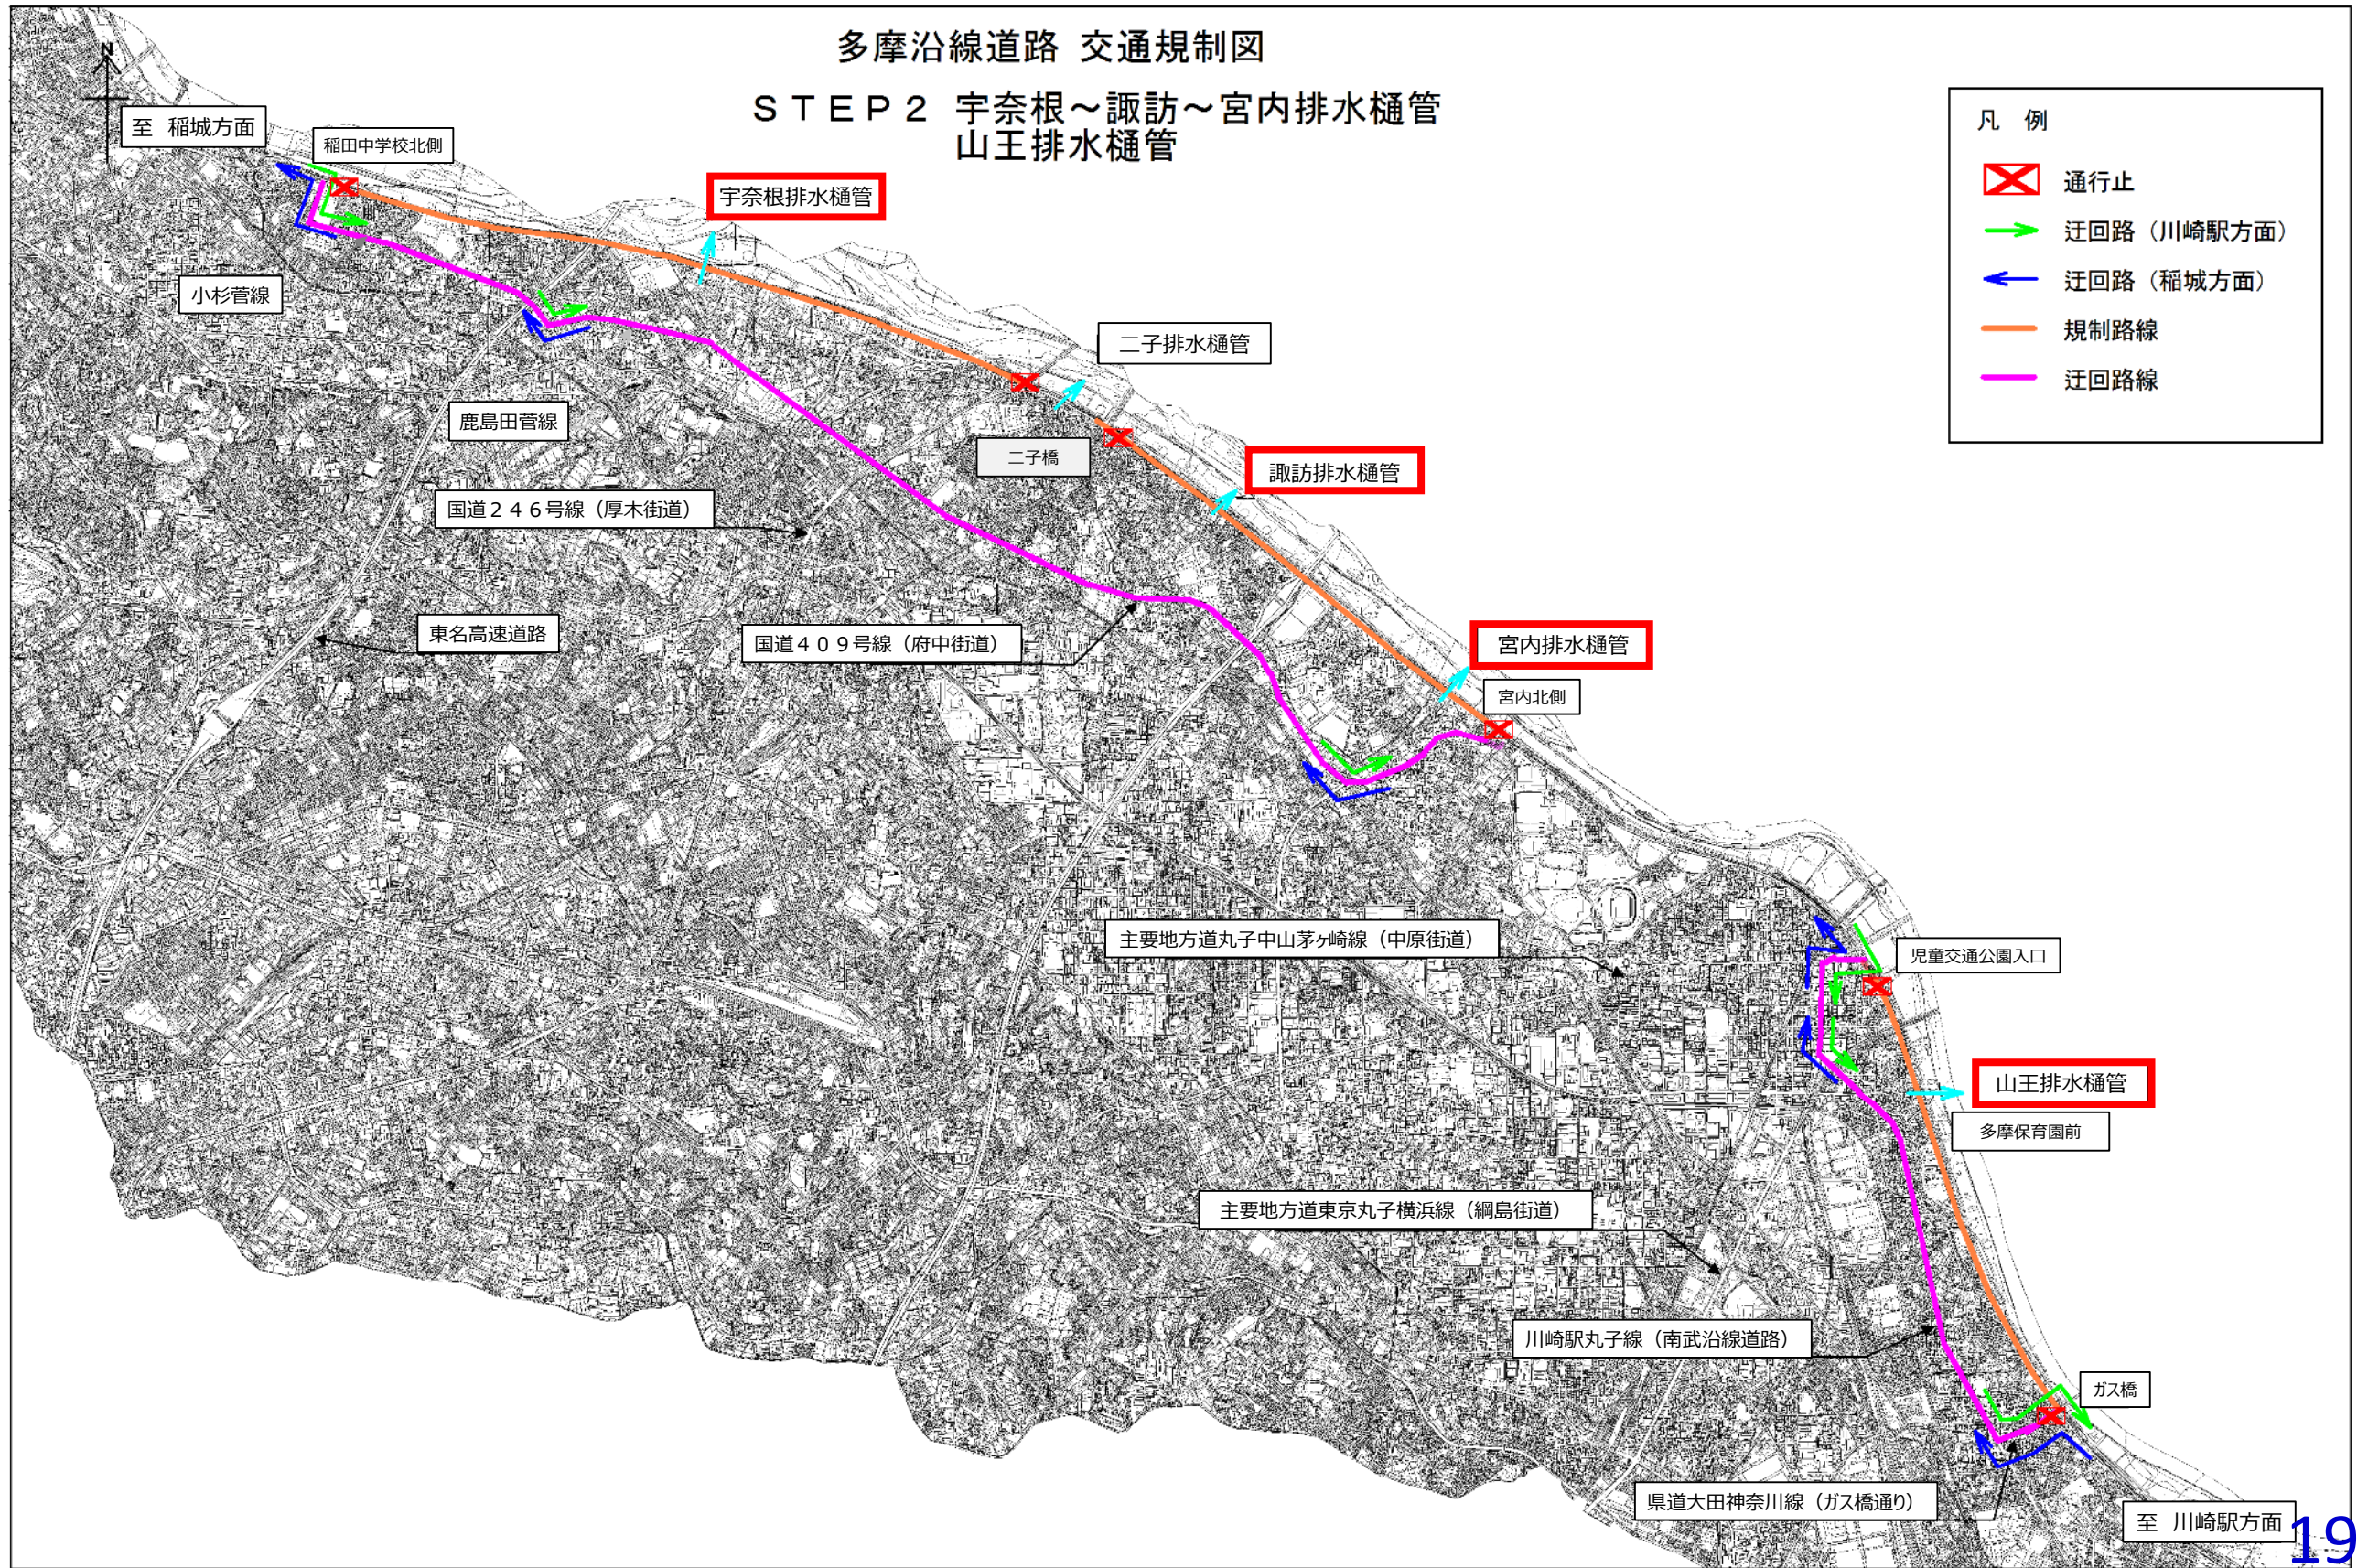 多摩沿線道路 交通規制図
STEP2 宇奈根～諏訪～宮内排水樋管
山王排水樋管
凡 例
通行止
迂回路（川崎駅方面）
迂回路（稲城方面）
規制路線
迂回路線
N
至 稲城方面
稲田中学校北側
宇奈根排水樋管
小杉菅線
二子排水樋管
鹿島田菅線
二子橋
諏訪排水樋管
国道２４６号線（厚木街道）
東名高速道路
国道４０９号線（府中街道）
宮内排水樋管
宮内北側
主要地方道丸子中山茅ヶ崎線（中原街道）
児童交通公園入口
山王排水樋管
多摩保育園前
主要地方道東京丸子横浜線（綱島街道）
川崎駅丸子線（南武沿線道路）
ガス橋
県道大田神奈川線（ガス橋通り）
至 川崎駅方面
19